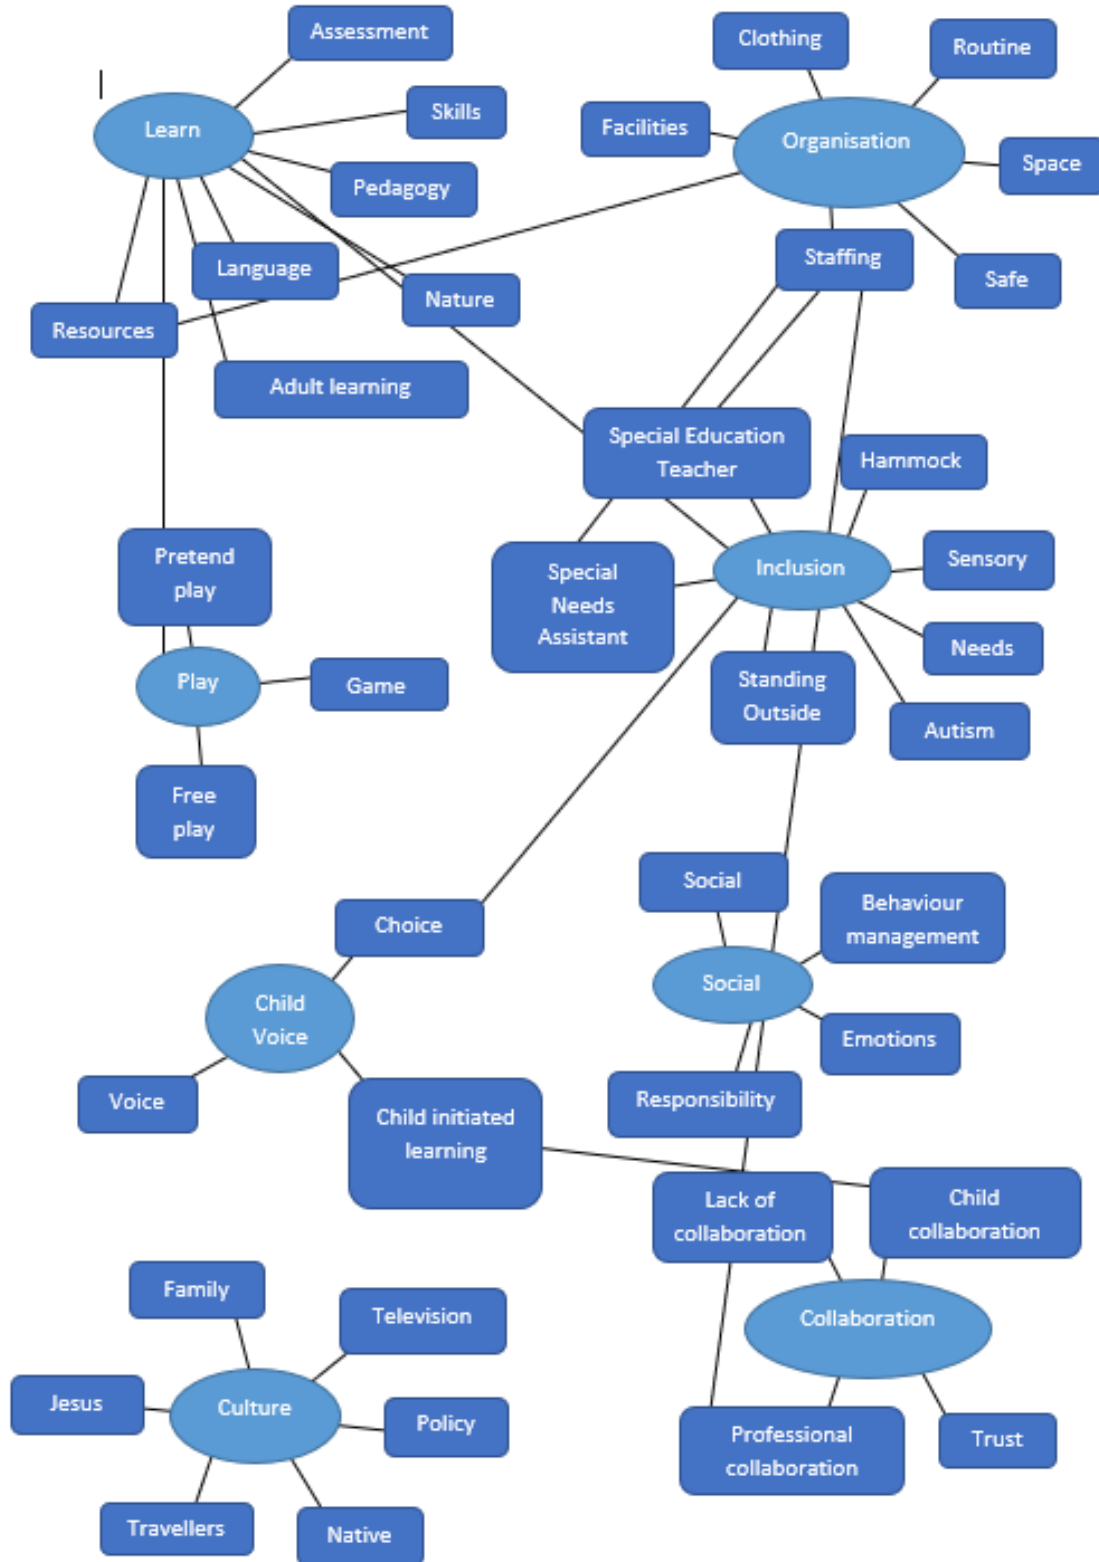 Assessment
Clothing
Routine
Learn
Skills
Facilities
Organisation
Space
Pedagogy
Language
Staffing
Safe
Resources
Nature
Adult learning
Special Education
Teacher
Hammock
Pretend
play
Special
Needs
Assistant
Inclusion
Sensory
Needs
Play
Game
Standing
Outside
Autism
Free
play
Social
Behaviour
management
Choice
Social
Child
Voice
Emotions
Voice
Child initiated
learning
Responsibility
Lack of
collaboration
Child
collaboration
Family
Television
Collaboration
Jesus
Culture
Policy
Professional
collaboration
Trust
Travellers
Native